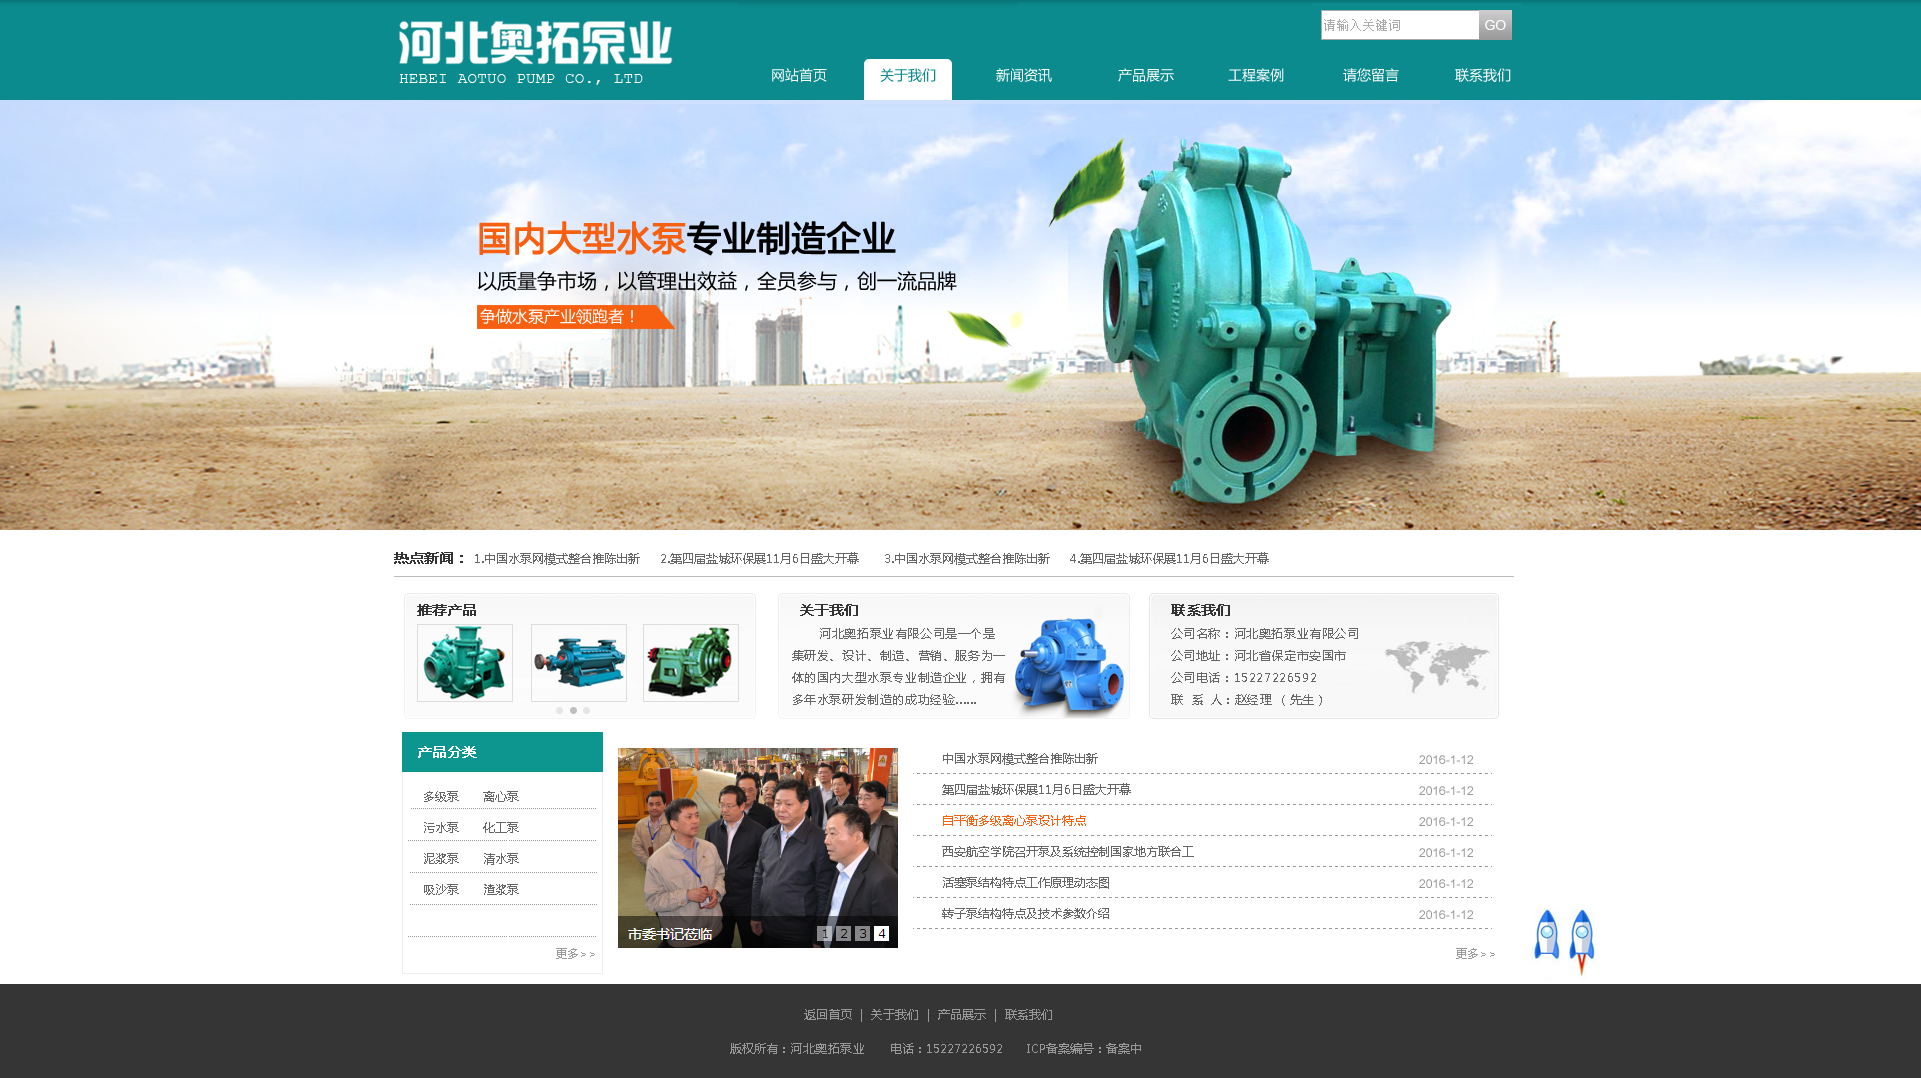 河北奥拓泵业
HEBEI AOTUO PUMP CO., LTD
请输入关键词 GO
网站首页 关于我们 新闻资讯 产品展示 工程案例 请您留言 联系我们
国内大型水泵专业制造企业
以质量争市场，以管理出效益，全员参与，创一流品牌
争做水泵产业领跑者！
热点新闻： 1.中国水泵网模式整合推陈出新 2.第四届盐城环保展11月6日盛大开幕 3.中国水泵网模式整合推陈出新 4.第四届盐城环保展11月6日盛大开幕
推荐产品
关于我们
河北奥拓泵业有限公司是一个是
集研发、设计、制造、营销、服务为一
体的国内大型水泵专业制造企业，拥有
多年水泵研发制造的成功经验......
联系我们
公司名称：河北奥拓泵业有限公司
公司地址：河北省保定市安国市
公司电话：15227226592
联 系 人：赵经理 （ 先生 ）
产品分类
多级泵 离心泵
污水泵 化工泵
泥浆泵 清水泵
吸沙泵 渣浆泵
更多>>
市委书记莅临 1 2 3 4
中国水泵网模式整合推陈出新 2016-1-12
第四届盐城环保展11月6日盛大开幕 2016-1-12
自平衡多级离心泵设计特点 2016-1-12
西安航空学院召开泵及系统控制国家地方联合工 2016-1-12
活塞泵结构特点工作原理动态图 2016-1-12
转子泵结构特点及技术参数介绍 2016-1-12
更多>>
返回首页 | 关于我们 | 产品展示 | 联系我们
版权所有：河北奥拓泵业 电话：15227226592 ICP备案编号：备案中